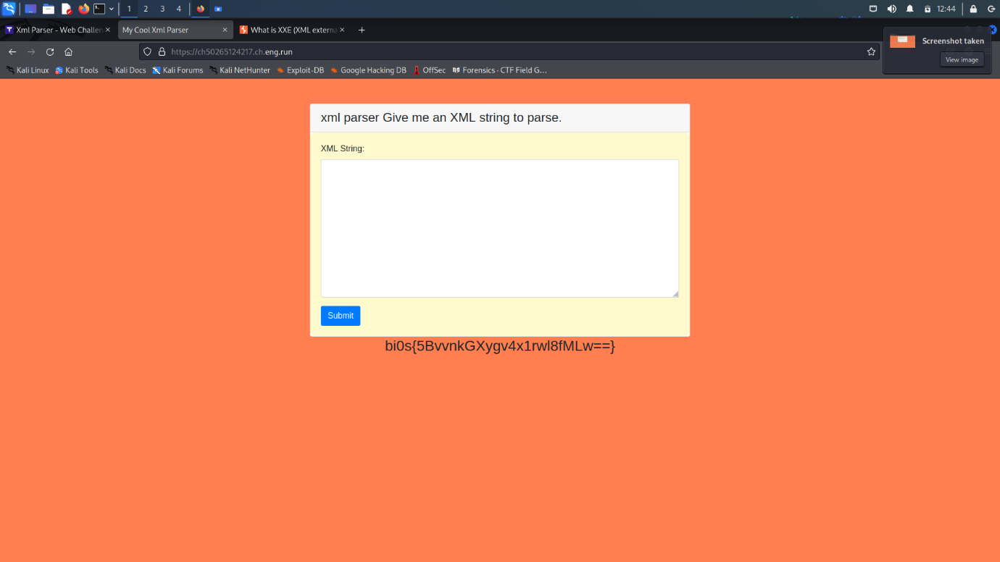 1 2 3 4 12:44
Xml Parser - Web Challen My Cool Xml Parser What is XXE (XML externa
Screenshot taken
https://ch50265124217.ch.eng.run
View image
Kali Linux Kali Tools Kali Docs Kali Forums Kali NetHunter Exploit-DB Google Hacking DB OffSec Forensics · CTF Field G...
xml parser Give me an XML string to parse.
XML String:
Submit
bi0s{5BvvnkGXygv4x1rwl8fMLw==}